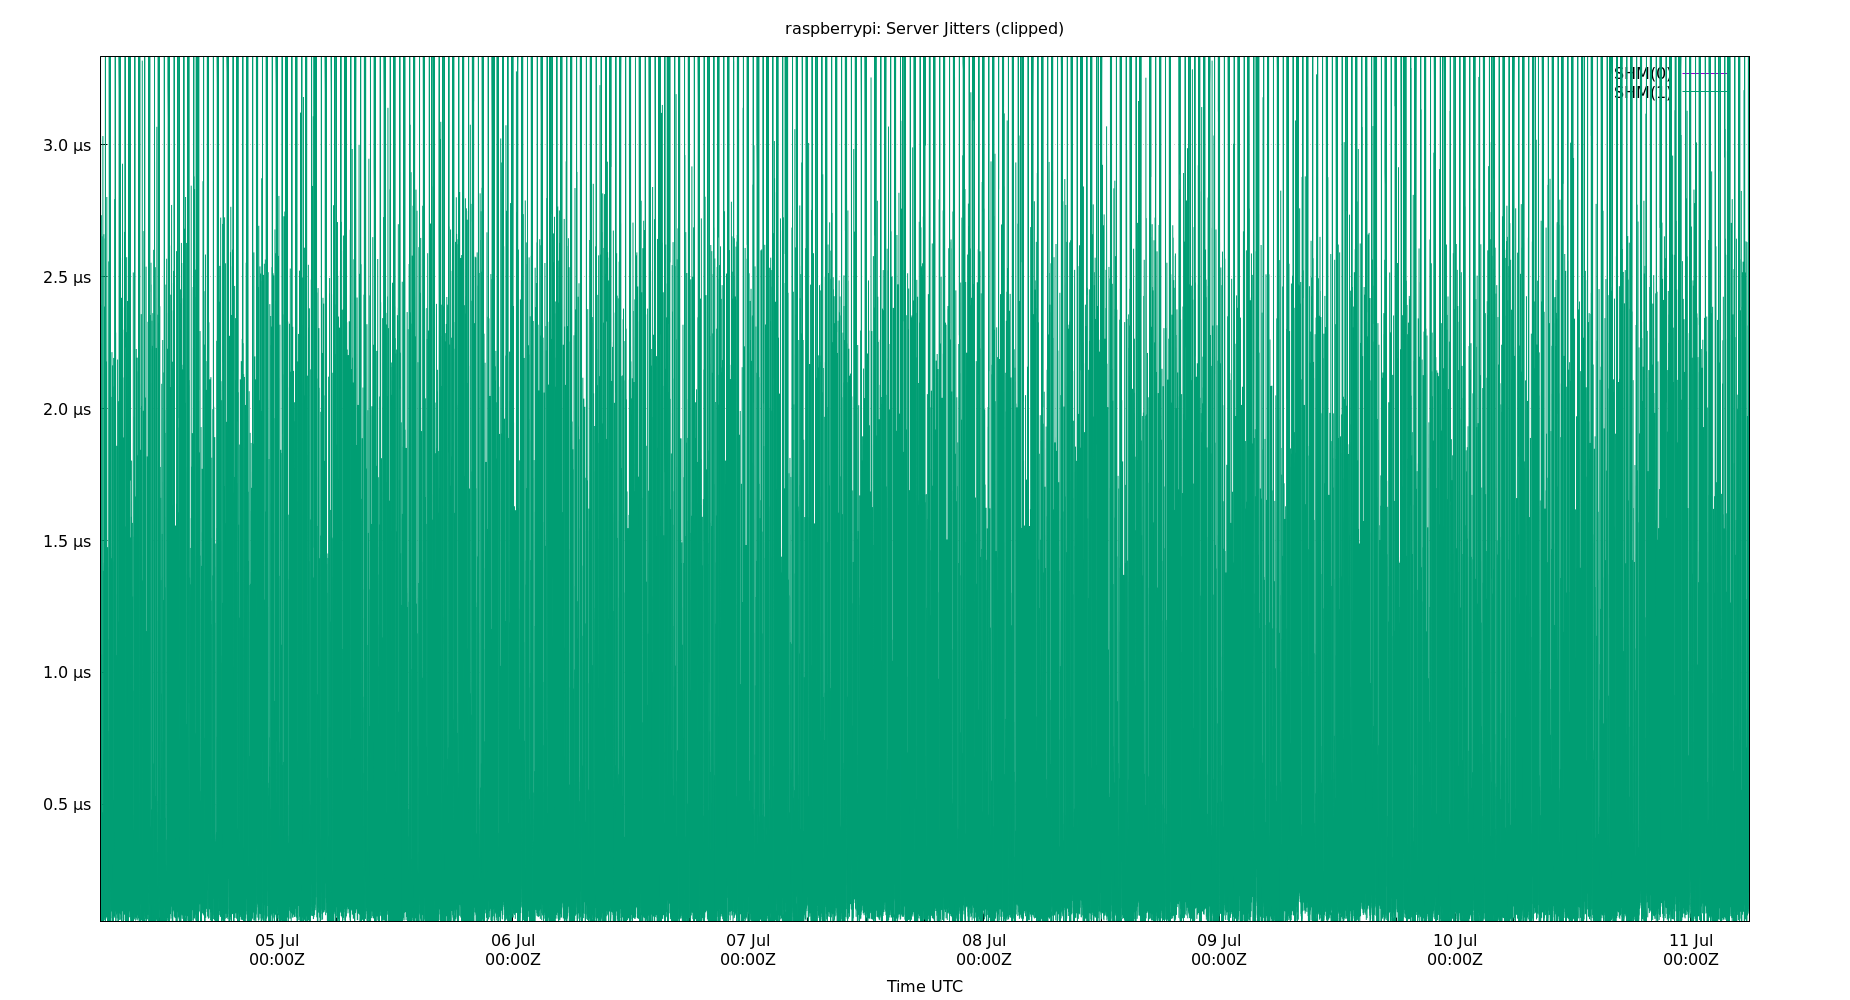 raspberrypi: Server Jitters (clipped)
SHM(0)
SHM(1)
3.0 µs
2.5 µs
2.0 µs
1.5 µs
1.0 µs
0.5 µs
05 Jul 06 Jul 07 Jul 08 Jul 09 Jul 10 Jul 11 Jul
00:00Z 00:00Z 00:00Z 00:00Z 00:00Z 00:00Z 00:00Z
Time UTC